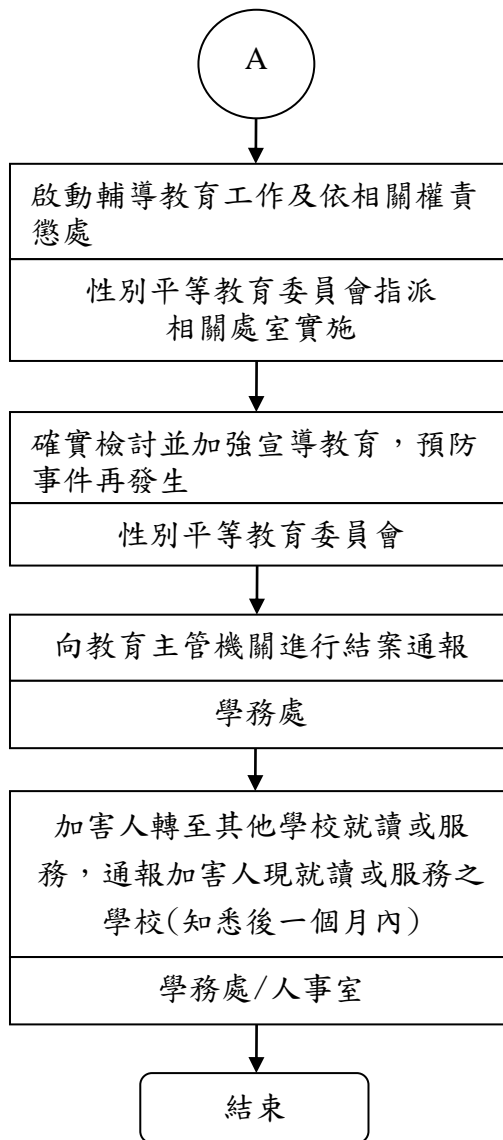 A
啟動輔導教育工作及依相關權責
懲處
性別平等教育委員會指派
相關處室實施
確實檢討並加強宣導教育，預防
事件再發生
性別平等教育委員會
向教育主管機關進行結案通報
學務處
加害人轉至其他學校就讀或服
務，通報加害人現就讀或服務之
學校(知悉後一個月內)
學務處/人事室
結束